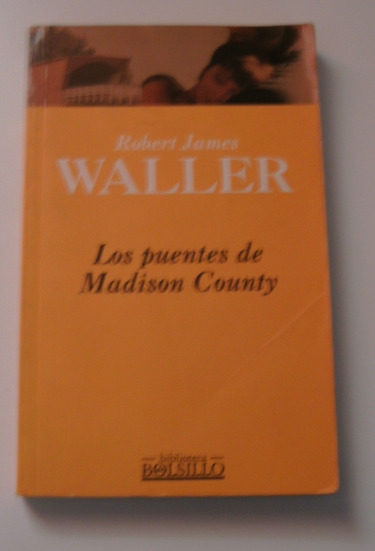 Robert James
WALLER
Los puentes de
Madison County
biblioteca
BOLSILLO